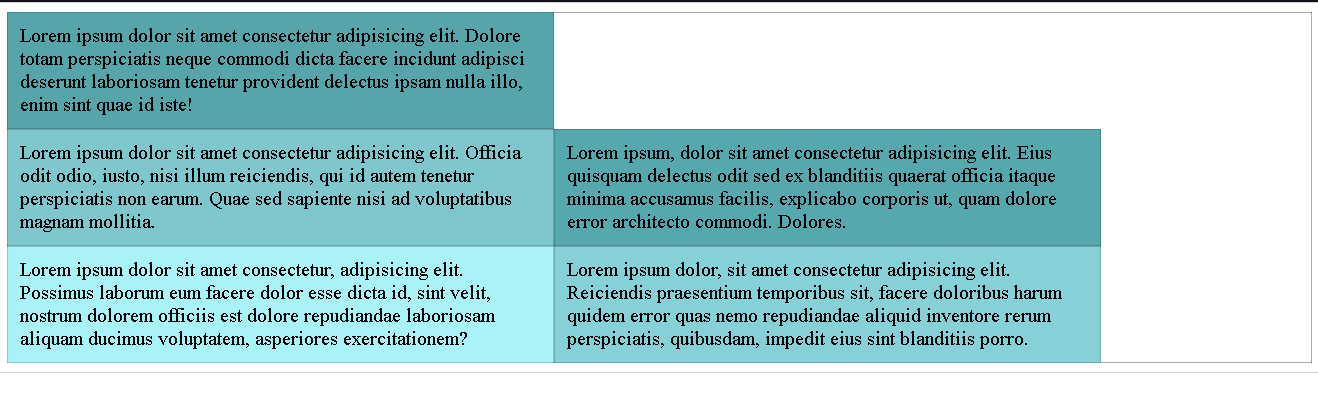 Lorem ipsum dolor sit amet consectetur adipisicing elit. Dolore
totam perspiciatis neque commodi dicta facere incidunt adipisci
deserunt laboriosam tenetur provident delectus ipsam nulla illo,
enim sint quae id iste!
Lorem ipsum dolor sit amet consectetur adipisicing elit. Officia
odit odio, iusto, nisi illum reiciendis, qui id autem tenetur
perspiciatis non earum. Quae sed sapiente nisi ad voluptatibus
magnam mollitia.
Lorem ipsum, dolor sit amet consectetur adipisicing elit. Eius
quisquam delectus odit sed ex blanditiis quaerat officia itaque
minima accusamus facilis, explicabo corporis ut, quam dolore
error architecto commodi. Dolores.
Lorem ipsum dolor sit amet consectetur, adipisicing elit.
Possimus laborum eum facere dolor esse dicta id, sint velit,
nostrum dolorem officiis est dolore repudiandae laboriosam
aliquam ducimus voluptatem, asperiores exercitationem?
Lorem ipsum dolor, sit amet consectetur adipisicing elit.
Reiciendis praesentium temporibus sit, facere doloribus harum
quidem error quas nemo repudiandae aliquid inventore rerum
perspiciatis, quibusdam, impedit eius sint blanditiis porro.